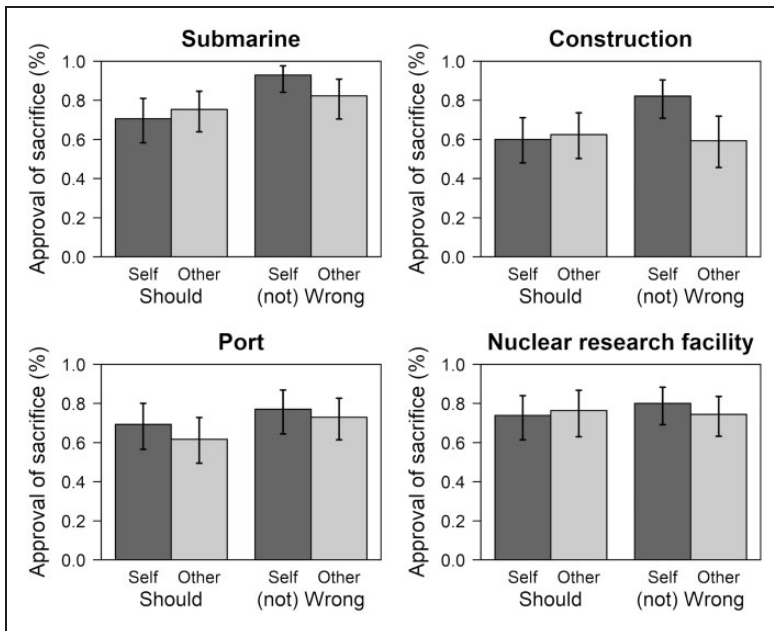 Submarine
Approval of sacrifice (%)
1.0
0.8
0.6
0.4
0.2
0.0
Self Other Self Other
Should (not) Wrong
Construction
Approval of sacrifice (%)
1.0
0.8
0.6
0.4
0.2
0.0
Self Other Self Other
Should (not) Wrong
Port
Approval of sacrifice (%)
1.0
0.8
0.6
0.4
0.2
0.0
Self Other Self Other
Should (not) Wrong
Nuclear research facility
Approval of sacrifice (%)
1.0
0.8
0.6
0.4
0.2
0.0
Self Other Self Other
Should (not) Wrong